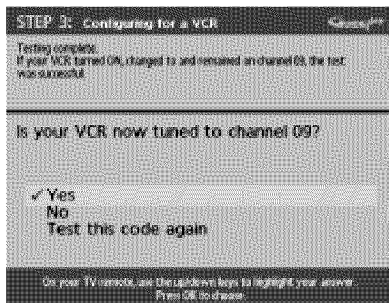 STEP 3: Configuring for a VCR
Testing complete.
If your VCR turned ON, changed to and remained on channel 09, the test
was successful.
Is your VCR now tuned to channel 09?
✓ Yes
No
Test this code again
On your TV remote, use the up/down keys to highlight your answer.
Press OK to choose.